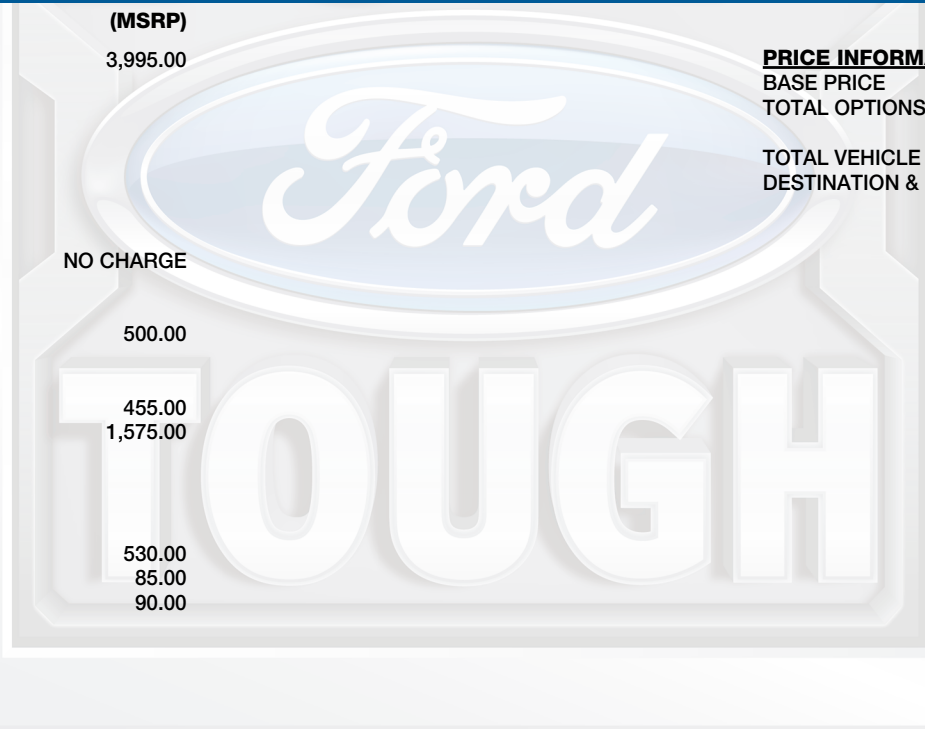 (MSRP)
3,995.00
NO CHARGE
500.00
455.00
1,575.00
530.00
85.00
90.00
PRICE INFORMA
BASE PRICE
TOTAL OPTIONS
TOTAL VEHICLE
DESTINATION &
Ford
TOUGH